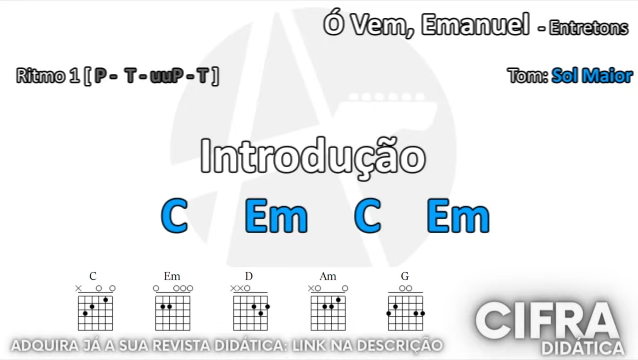 Ó Vem, Emanuel - Entretons
Ritmo 1 [ P - T - uuP - T ]
Tom: Sol Maior
Introdução
C Em C Em
C Em D Am G
CIFRA
DIDÁTICA
ADQUIRA JÁ A SUA REVISTA DIDÁTICA: LINK NA DESCRIÇÃO